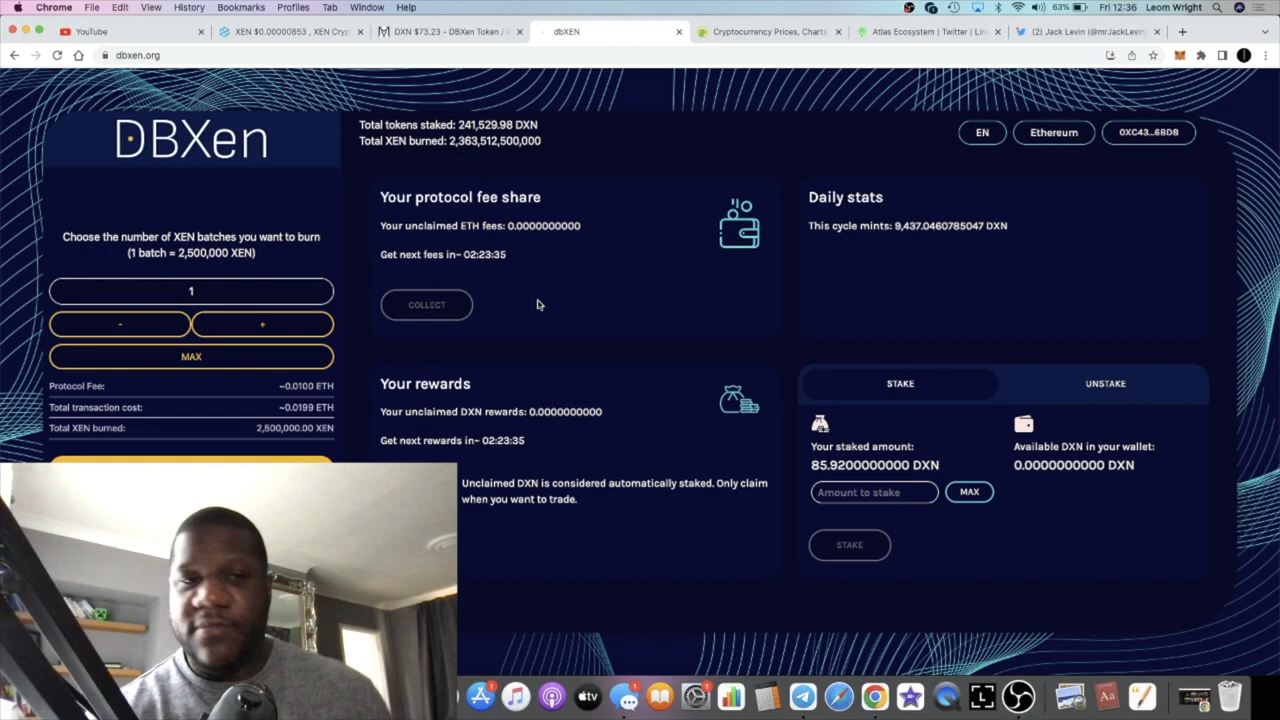 Chrome File Edit View History Bookmarks Profiles Tab Window Help 63% Fri 12:36 Leom Wright
YouTube
XEN $0.00000853 , XEN Cryp
DXN $73.23 - DBXen Token /
dbXEN
Cryptocurrency Prices, Charts
Atlas Ecosystem | Twitter | Lin
(2) Jack Levin (@mrJackLevin
dbxen.org
DBXen
Total tokens staked: 241,529.98 DXN
Total XEN burned: 2,363,512,500,000
EN
Ethereum
0XC43...6BD8
Choose the number of XEN batches you want to burn
(1 batch = 2,500,000 XEN)
1
- +
MAX
Protocol Fee: ~0.0100 ETH
Total transaction cost: ~0.0199 ETH
Total XEN burned: 2,500,000.00 XEN
Your protocol fee share
Your unclaimed ETH fees: 0.0000000000
Get next fees in~ 02:23:35
COLLECT
Daily stats
This cycle mints: 9,437.0460785047 DXN
Your rewards
Your unclaimed DXN rewards: 0.0000000000
Get next rewards in~ 02:23:35
Unclaimed DXN is considered automatically staked. Only claim
when you want to trade.
STAKE
UNSTAKE
Your staked amount:
85.9200000000 DXN
Amount to stake
MAX
STAKE
Available DXN in your wallet:
0.0000000000 DXN
tv
Aa